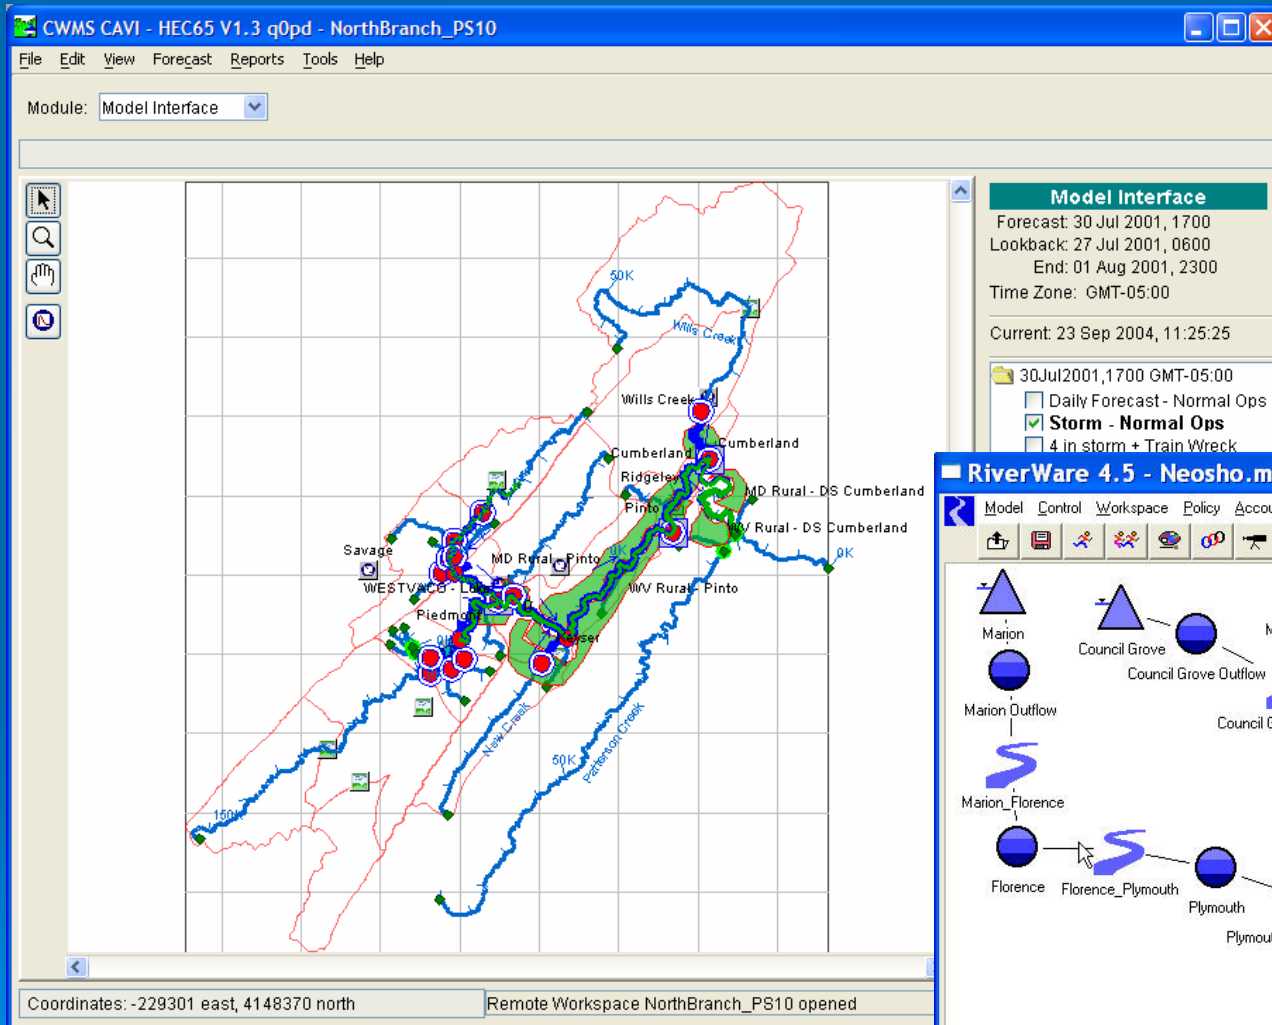 CWMS CAVI - HEC65 V1.3 q0pd - NorthBranch_PS10
File Edit View Forecast Reports Tools Help
Module: Model Interface
Model Interface
Forecast: 30 Jul 2001, 1700
Lookback: 27 Jul 2001, 0600
End: 01 Aug 2001, 2300
Time Zone: GMT-05:00
Current: 23 Sep 2004, 11:25:25
30Jul2001,1700 GMT-05:00
Daily Forecast - Normal Ops
Storm - Normal Ops
4 in storm + Train Wreck
50K
Wills Creek
Wills Creek
Cumberland
Cumberland
Ridgeley
MD Rural - DS Cumberland
Pinto
WV Rural - DS Cumberland
Savage
MD Rural - Pinto
0K
0K
WESTVACO - Luke
WV Rural - Pinto
Piedmont
Keyser
0K
New Creek
Patterson Creek
50K
150K
Coordinates: -229301 east, 4148370 north
Remote Workspace NorthBranch_PS10 opened
RiverWare 4.5 - Neosho.m
Model Control Workspace Policy Accou
Marion
Council Grove
Council Grove Outflow
Marion Outflow
Council G
Marion_Florence
Florence
Florence_Plymouth
Plymouth
Plymout